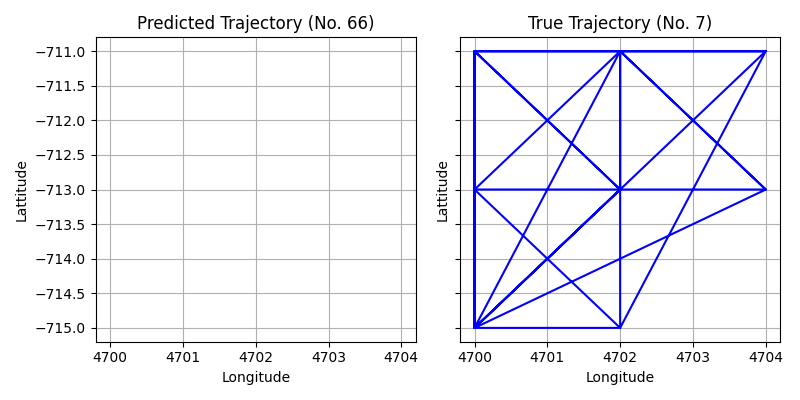 Predicted Trajectory (No. 66)
True Trajectory (No. 7)
Lattitude
−711.0
−711.5
−712.0
−712.5
−713.0
−713.5
−714.0
−714.5
−715.0
4700 4701 4702 4703 4704
Longitude
Lattitude
4700 4701 4702 4703 4704
Longitude